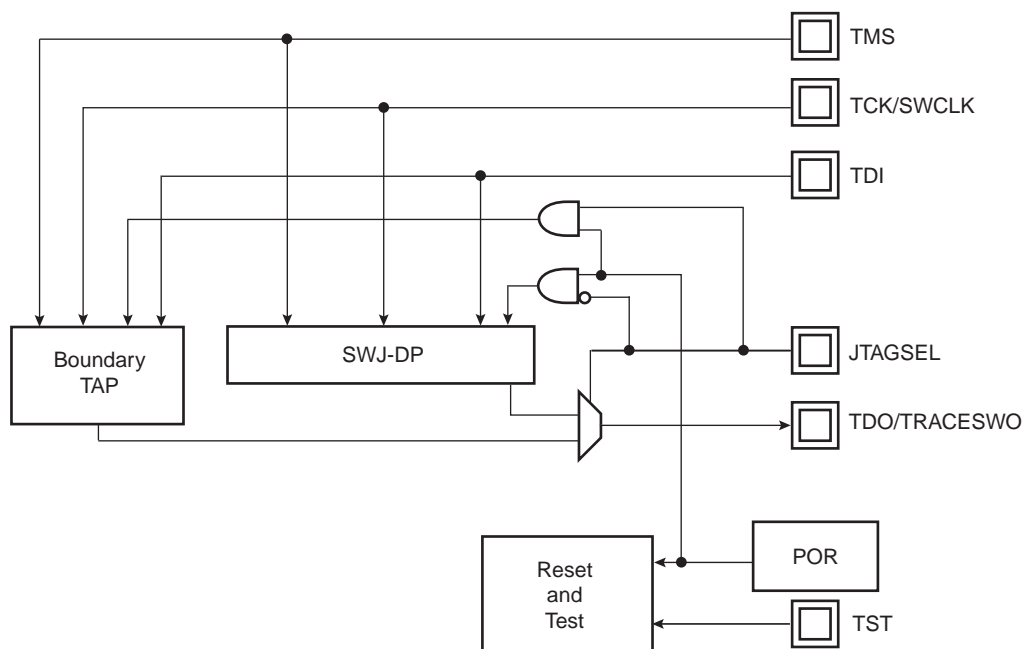 TMS
TCK/SWCLK
TDI
Boundary
TAP
SWJ-DP
JTAGSEL
TDO/TRACESWO
POR
Reset
and
Test
TST